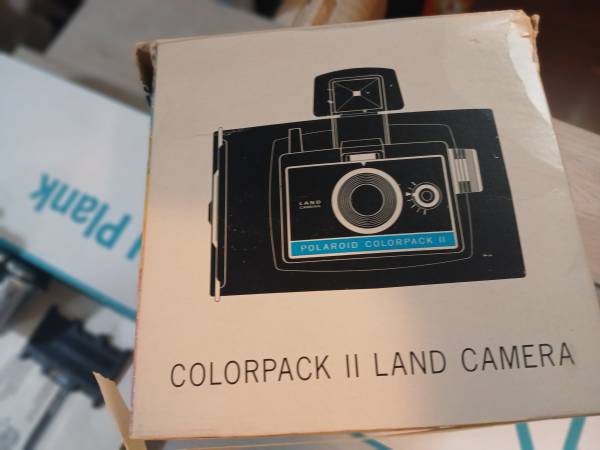 LAND
CAMERA
POLAROID COLORPACK II
COLORPACK II LAND CAMERA
Plank